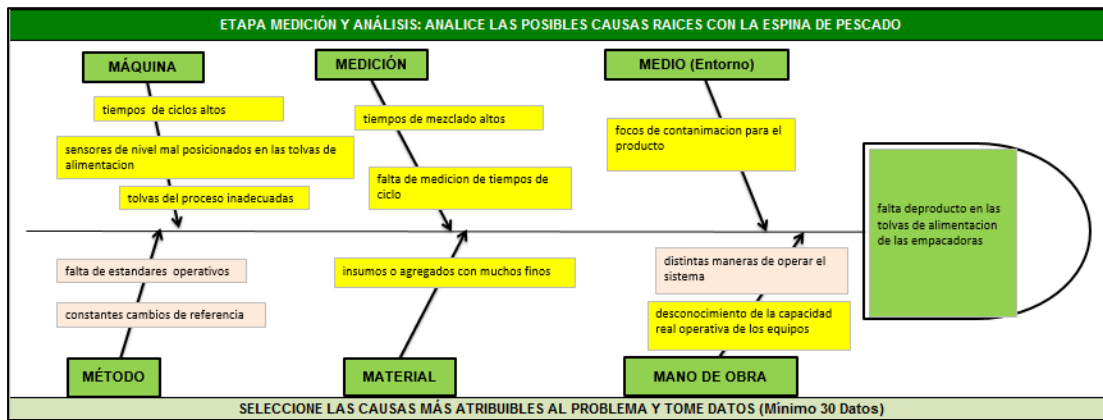 ETAPA MEDICIÓN Y ANÁLISIS: ANALICE LAS POSIBLES CAUSAS RAICES CON LA ESPINA DE PESCADO
MÁQUINA
tiempos de ciclos altos
sensores de nivel mal posicionados en las tolvas de
alimentacion
tolvas del proceso inadecuadas
MEDICIÓN
tiempos de mezclado altos
falta de medicion de tiempos de
ciclo
MEDIO (Entorno)
focos de contanimacion para el
producto
falta deproducto en las
tolvas de alimentacion
de las empacadoras
falta de estandares operativos
constantes cambios de referencia
MÉTODO
insumos o agregados con muchos finos
MATERIAL
distintas maneras de operar el
sistema
desconocimiento de la capacidad
real operativa de los equipos
MANO DE OBRA
SELECCIONE LAS CAUSAS MÁS ATRIBUIBLES AL PROBLEMA Y TOME DATOS (Mínimo 30 Datos)